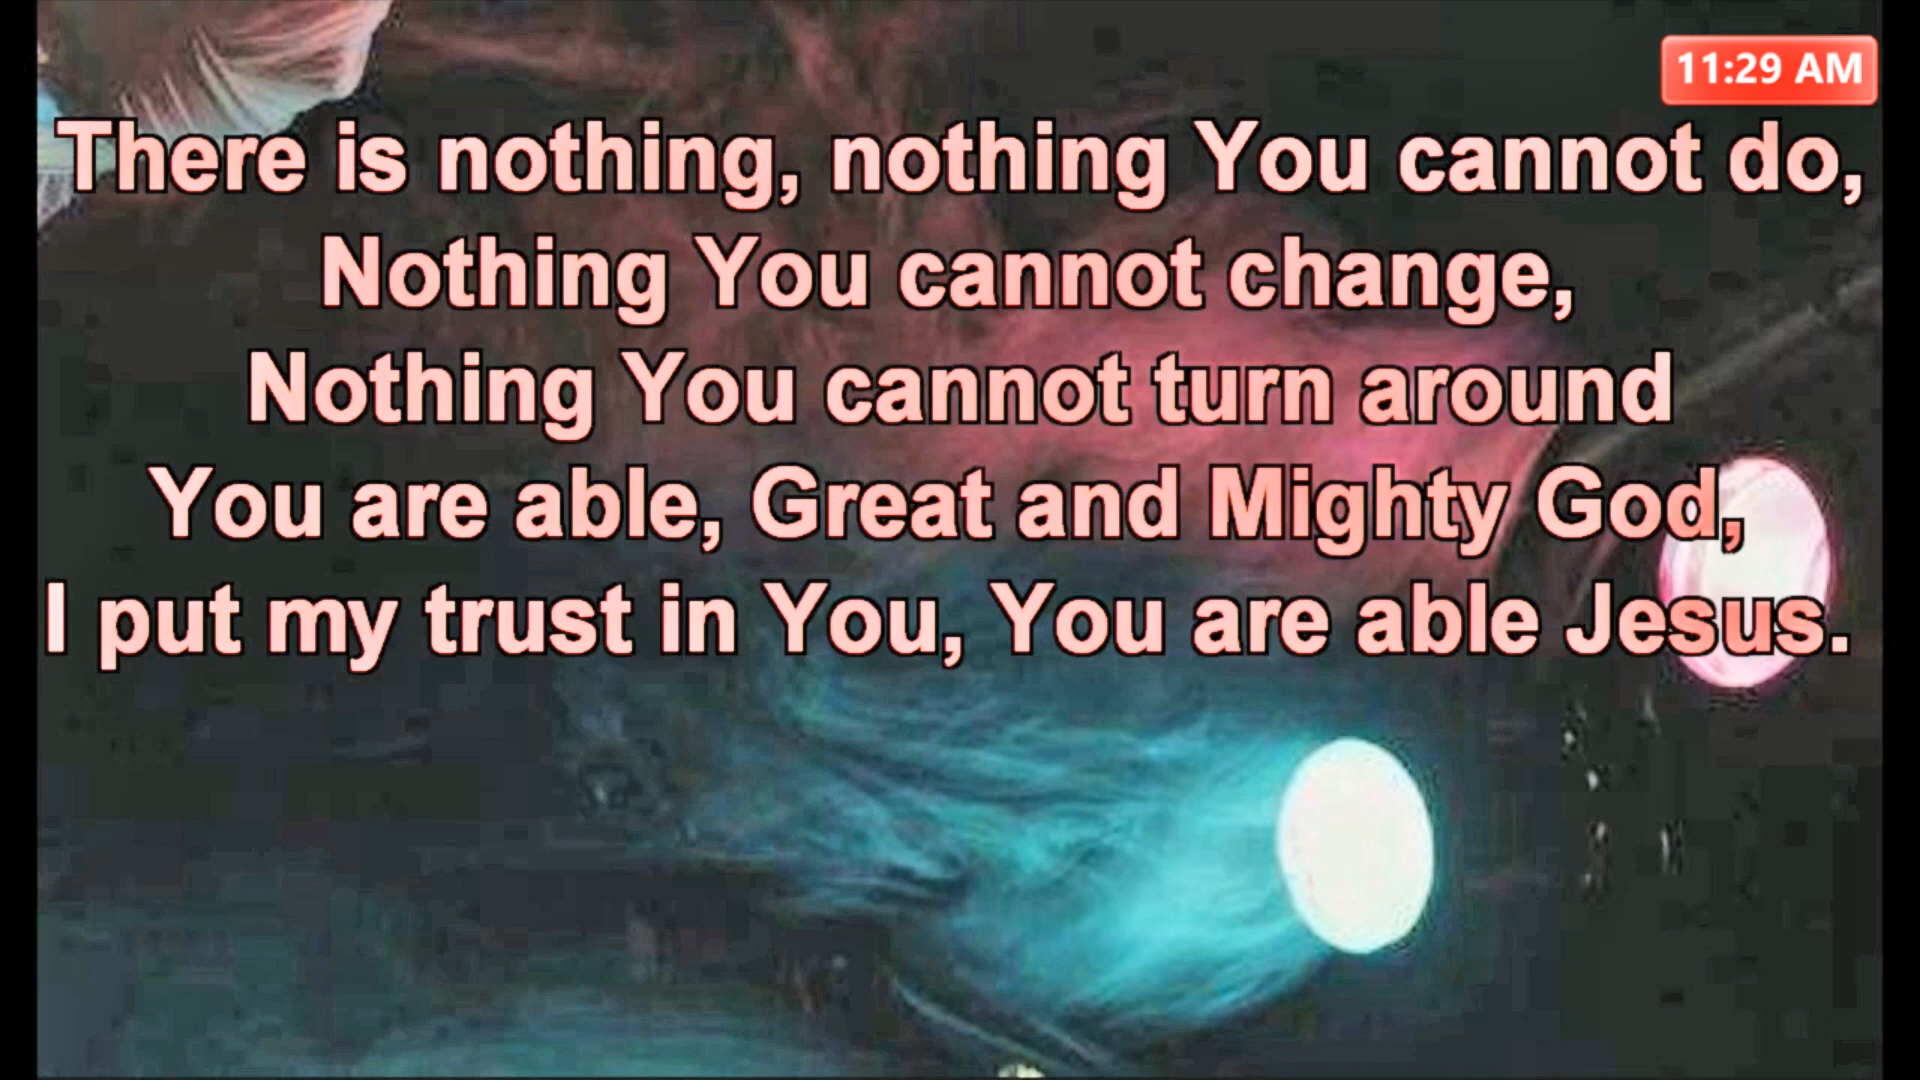 11:29 AM
There is nothing, nothing You cannot do,
Nothing You cannot change,
Nothing You cannot turn around
You are able, Great and Mighty God,
I put my trust in You, You are able Jesus.